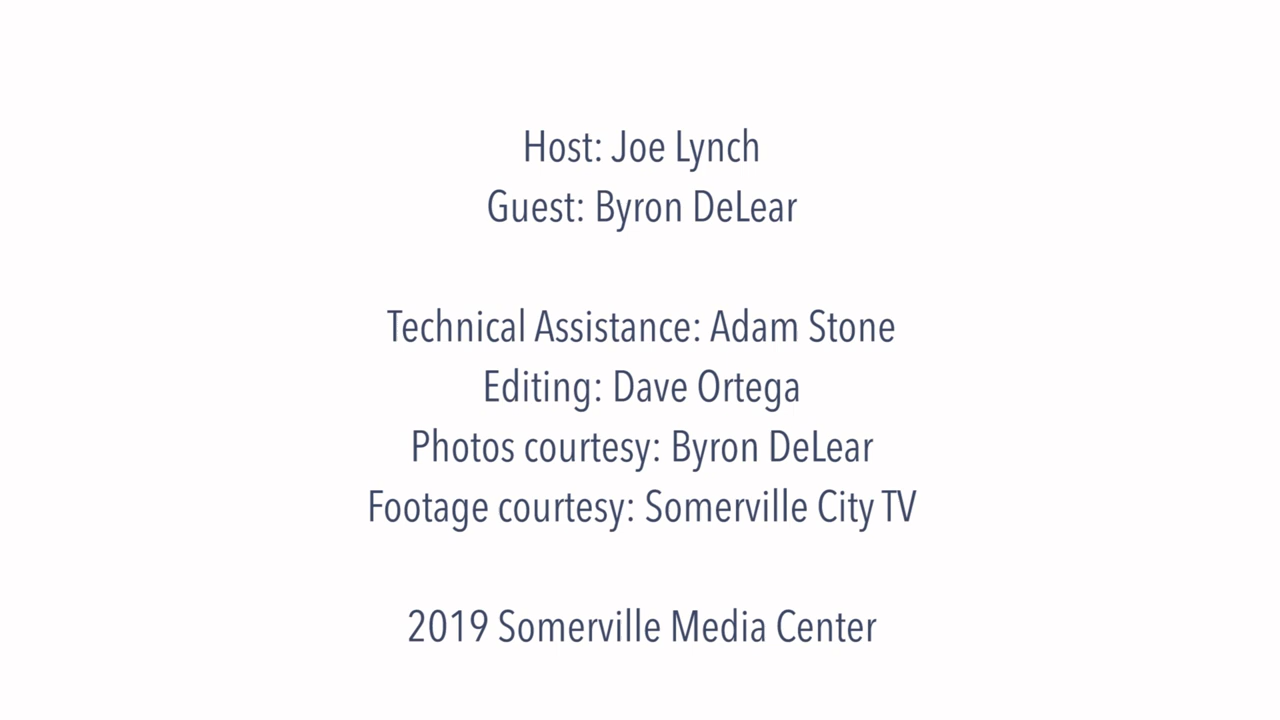 Host: Joe Lynch
Guest: Byron DeLear
Technical Assistance: Adam Stone
Editing: Dave Ortega
Photos courtesy: Byron DeLear
Footage courtesy: Somerville City TV
2019 Somerville Media Center